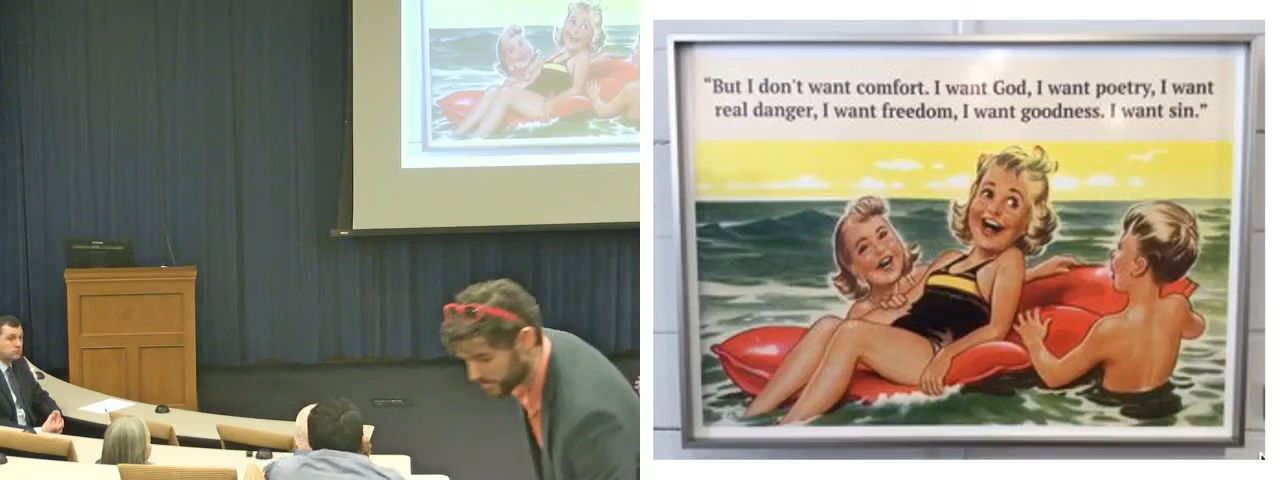 “But I don't want comfort. I want God, I want poetry, I want
real danger, I want freedom, I want goodness. I want sin.”